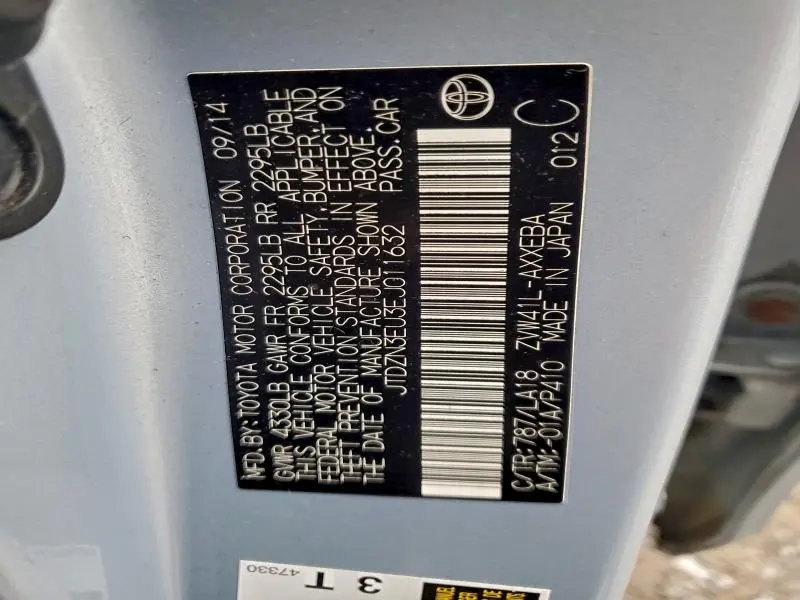 MFD. BY: TOYOTA MOTOR CORPORATION 09/14
GVWR 4330LB GAWR FR 2295LB RR 2295LB
THIS VEHICLE CONFORMS TO ALL APPLICABLE
FEDERAL MOTOR VEHICLE SAFETY, BUMPER, AND
THEFT PREVENTION STANDARDS IN EFFECT ON
THE DATE OF MANUFACTURE SHOWN ABOVE.
JTDZN3EU3EJ011632 PASS. CAR
C/TR: 787/LA18 ZVW41L-AXXEBA 012 C
A/TM: -01A/P410 MADE IN JAPAN
3 T
47330